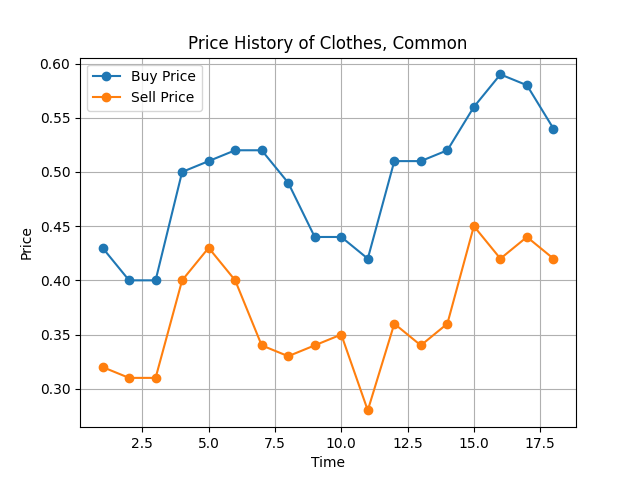 Price History of Clothes, Common
Buy Price
Sell Price
0.60
0.55
0.50
0.45
0.40
0.35
0.30
Price
2.5
5.0
7.5
10.0
12.5
15.0
17.5
Time